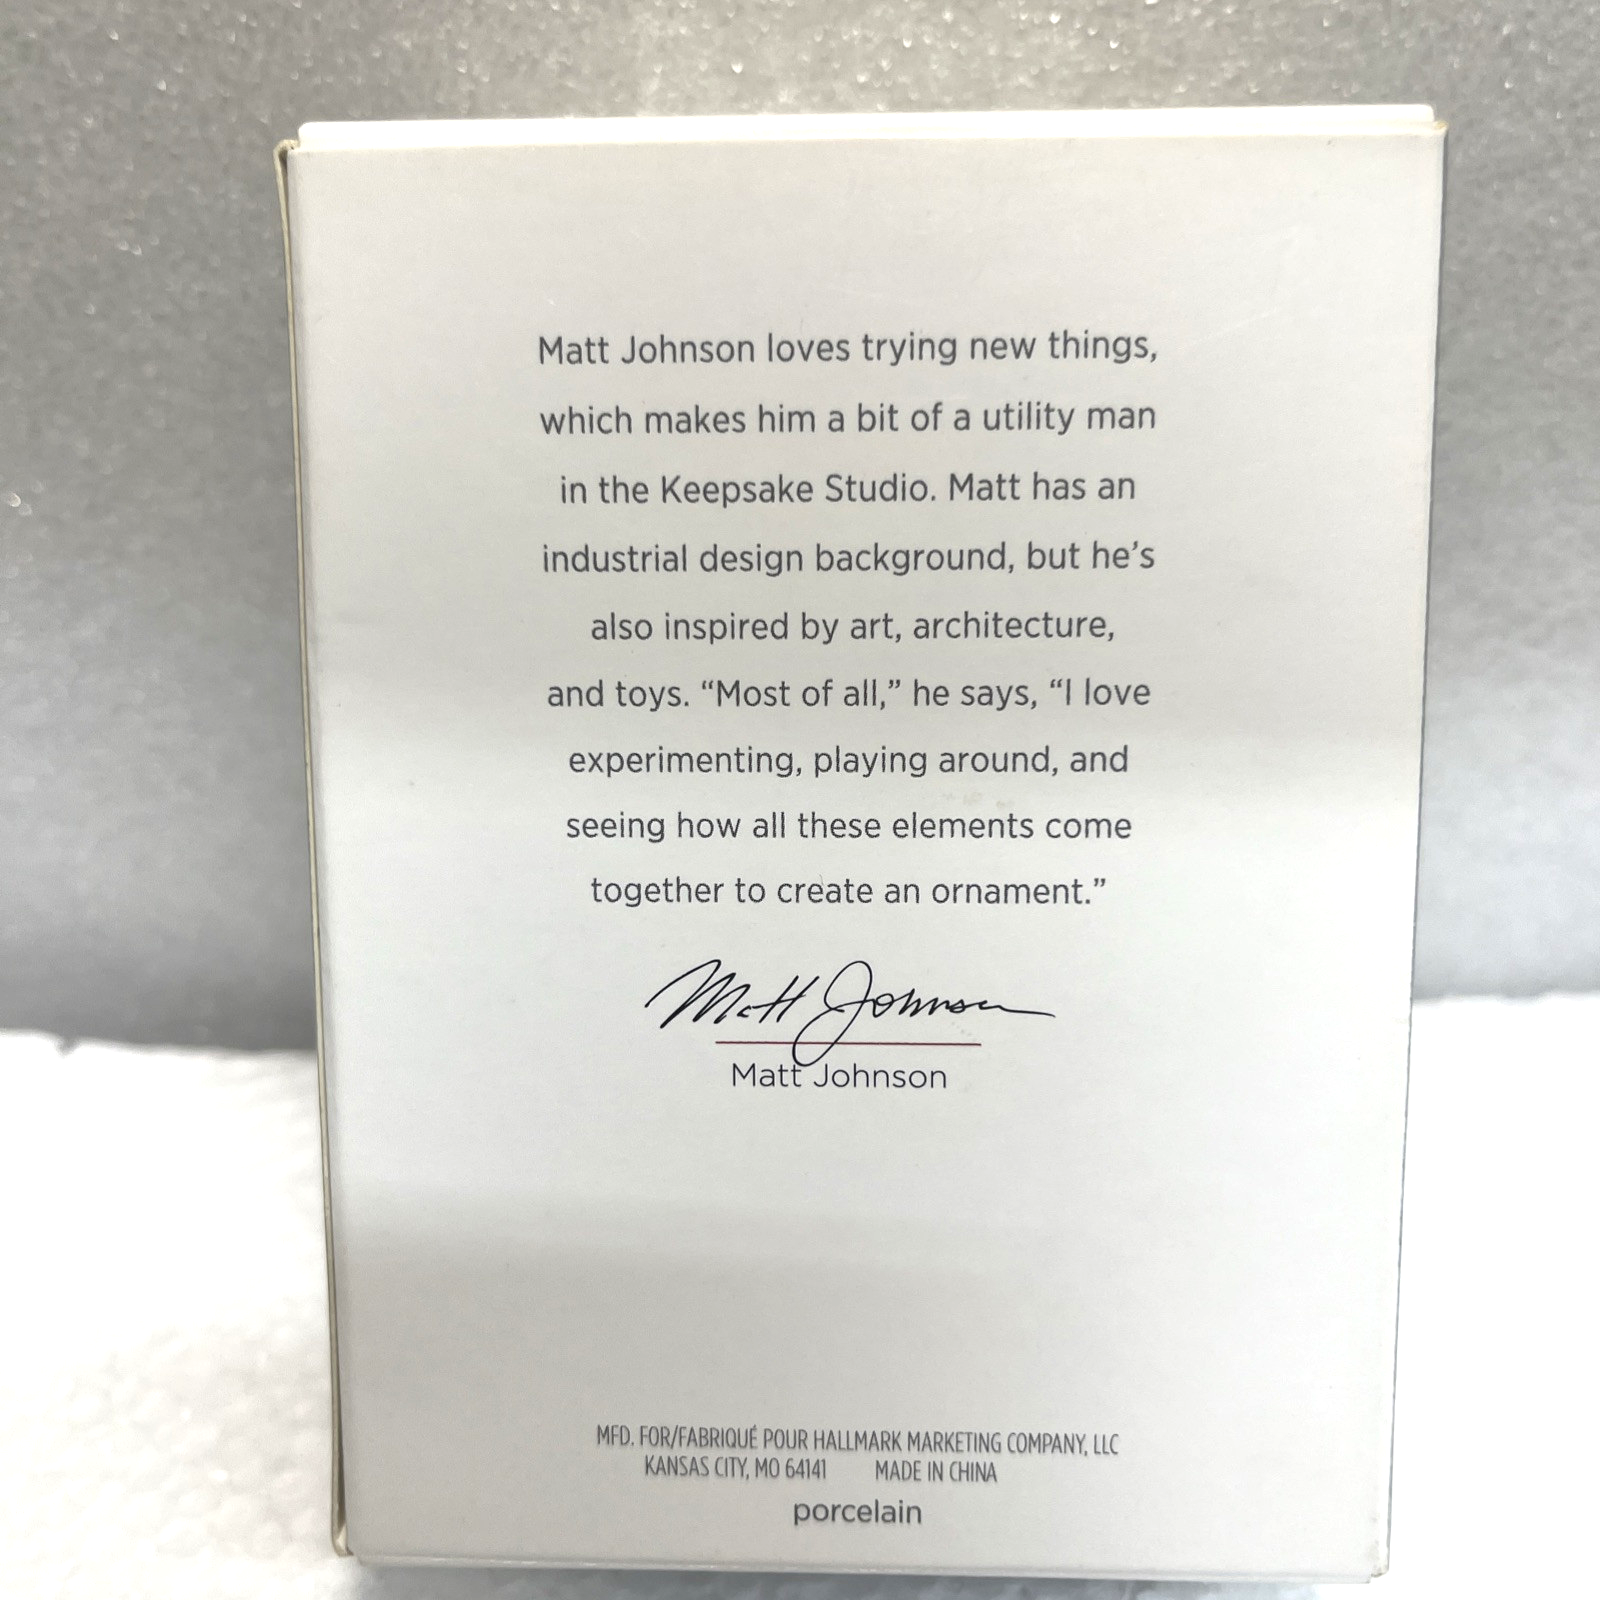 Matt Johnson loves trying new things,
which makes him a bit of a utility man
in the Keepsake Studio. Matt has an
industrial design background, but he’s
also inspired by art, architecture,
and toys. “Most of all,” he says, “I love
experimenting, playing around, and
seeing how all these elements come
together to create an ornament.”
Matt Johnson
Matt Johnson
MFD. FOR/FABRIQUÉ POUR HALLMARK MARKETING COMPANY, LLC
KANSAS CITY, MO 64141 MADE IN CHINA
porcelain